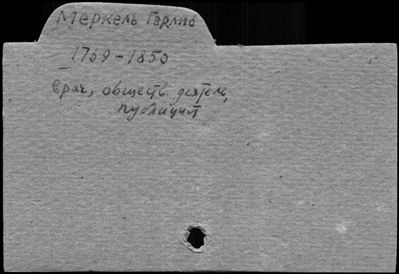 Меркель Гарлиб
1769-1850
врач, обществ деятель,
публицист